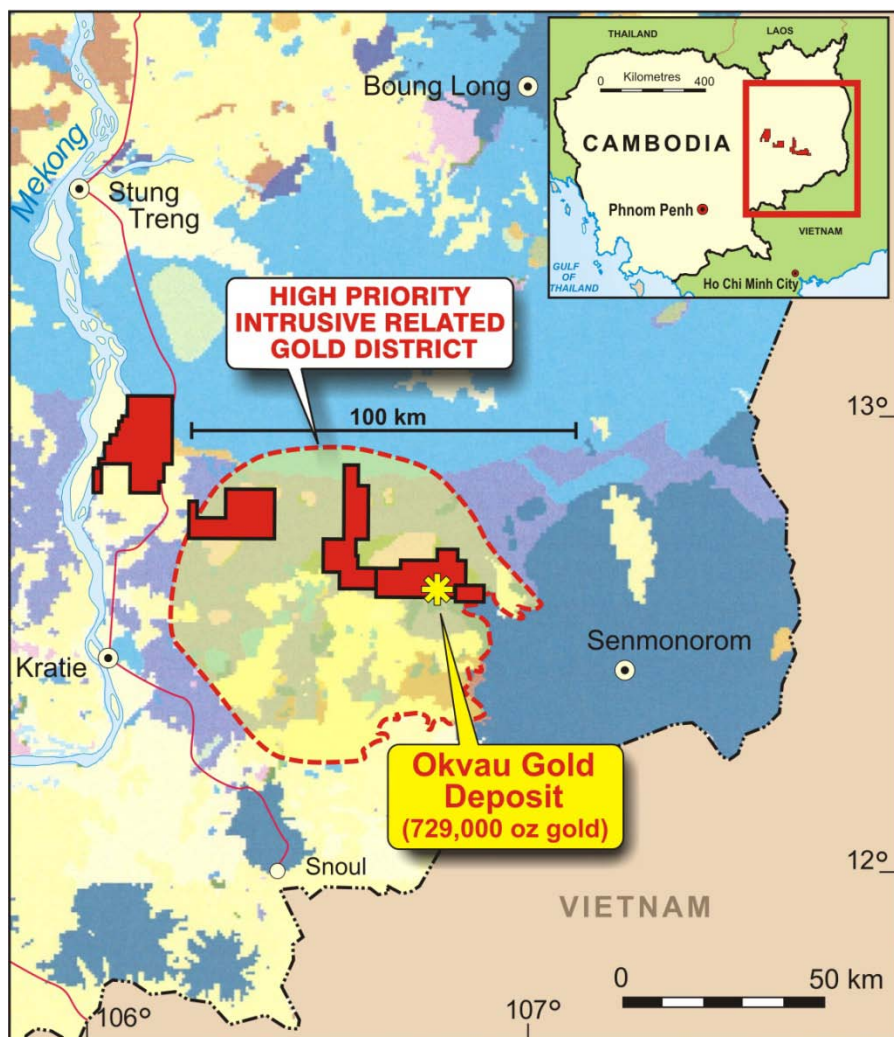 THAILAND
LAOS
0 Kilometres 400
CAMBODIA
Phnom Penh
VIETNAM
GULF
OF
THAILAND
Ho Chi Minh City
Boung Long
Mekong
Stung
Treng
HIGH PRIORITY
INTRUSIVE RELATED
GOLD DISTRICT
100 km
13°
Kratie
Senmonorom
Okvau Gold
Deposit
(729,000 oz gold)
Snoul
12°
VIETNAM
0 50 km
106°
107°